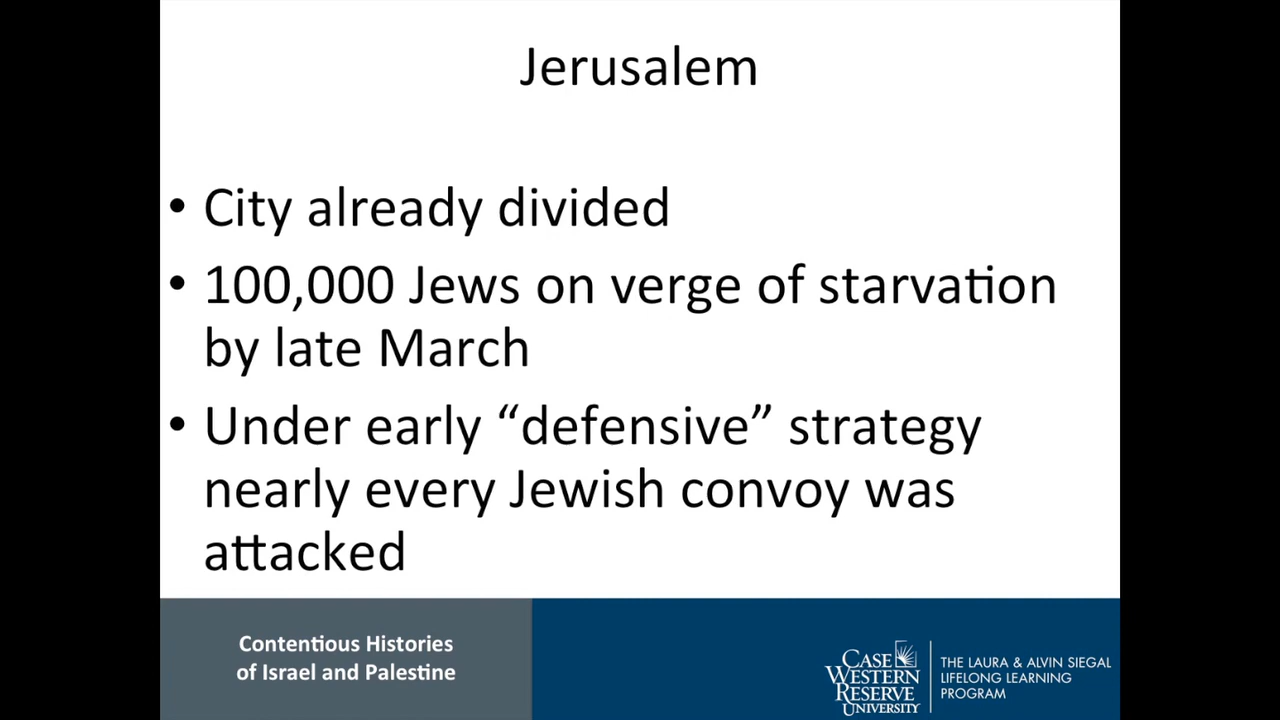 Jerusalem
• City already divided
• 100,000 Jews on verge of starvation
by late March
• Under early “defensive” strategy
nearly every Jewish convoy was
attacked
Contentious Histories
of Israel and Palestine
CASE
WESTERN
RESERVE
UNIVERSITY
THE LAURA & ALVIN SIEGAL
LIFELONG LEARNING
PROGRAM